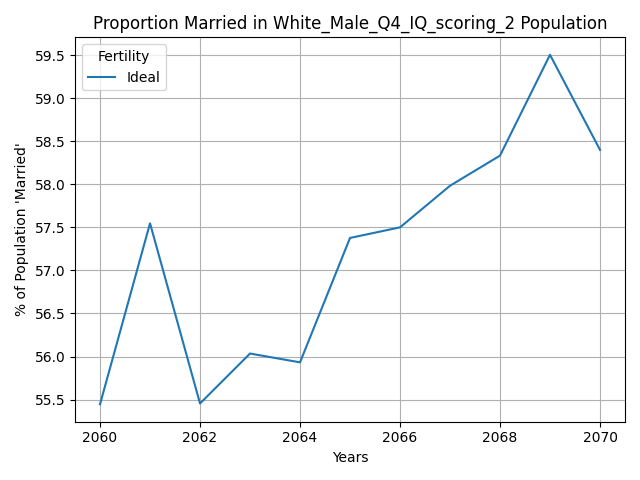 Proportion Married in White_Male_Q4_IQ_scoring_2 Population
Fertility
Ideal
% of Population 'Married'
59.5
59.0
58.5
58.0
57.5
57.0
56.5
56.0
55.5
2060 2062 2064 2066 2068 2070
Years